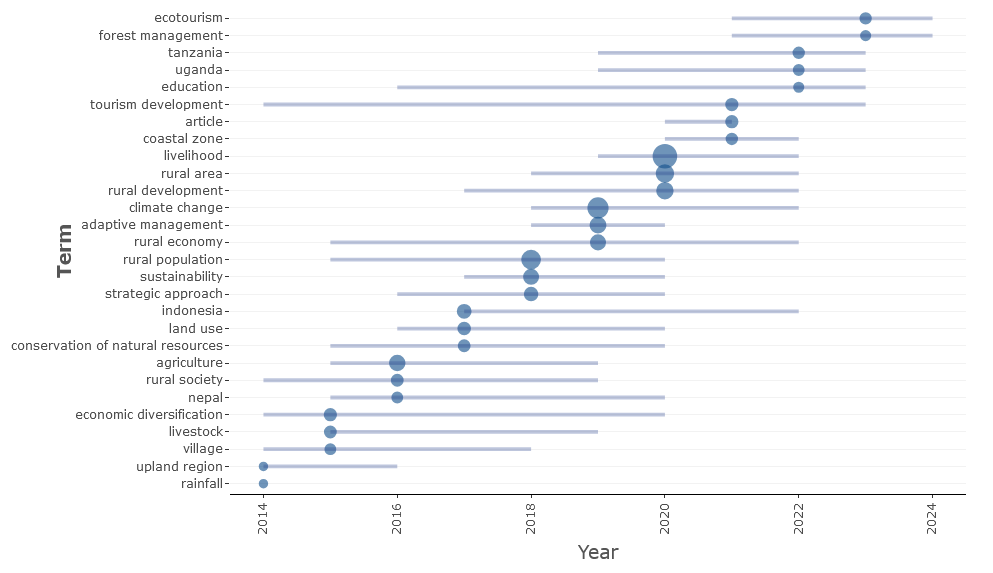 ecotourism
forest management
tanzania
uganda
education
tourism development
article
coastal zone
livelihood
rural area
rural development
climate change
adaptive management
rural economy
rural population
sustainability
strategic approach
indonesia
land use
conservation of natural resources
agriculture
rural society
nepal
economic diversification
livestock
village
upland region
rainfall
Term
2014
2016
2018
2020
2022
2024
Year